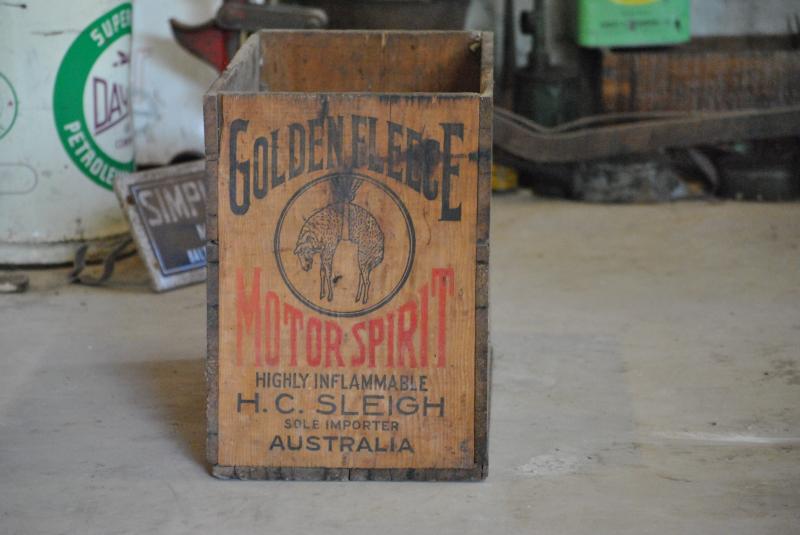 GOLDEN FLEECE
MOTOR SPIRIT
HIGHLY INFLAMMABLE
H.C. SLEIGH
SOLE IMPORTER
AUSTRALIA
SUPER
PETROLE
SIMP